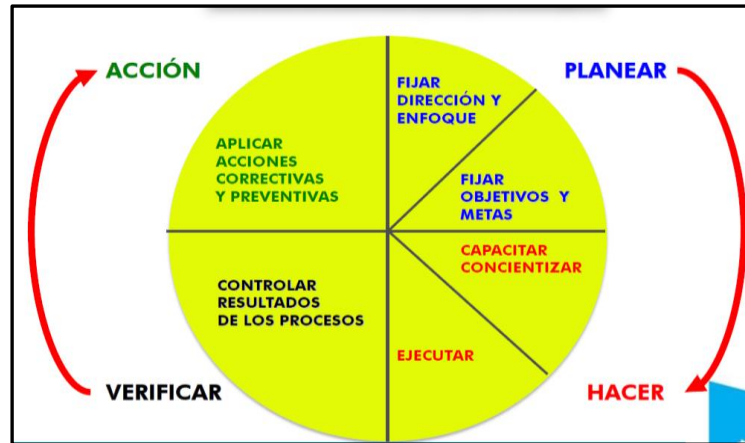 ACCIÓN
PLANEAR
FIJAR
DIRECCIÓN Y
ENFOQUE
APLICAR
ACCIONES
CORRECTIVAS
Y PREVENTIVAS
FIJAR
OBJETIVOS Y
METAS
CAPACITAR
CONCIENTIZAR
CONTROLAR
RESULTADOS
DE LOS PROCESOS
EJECUTAR
VERIFICAR
HACER